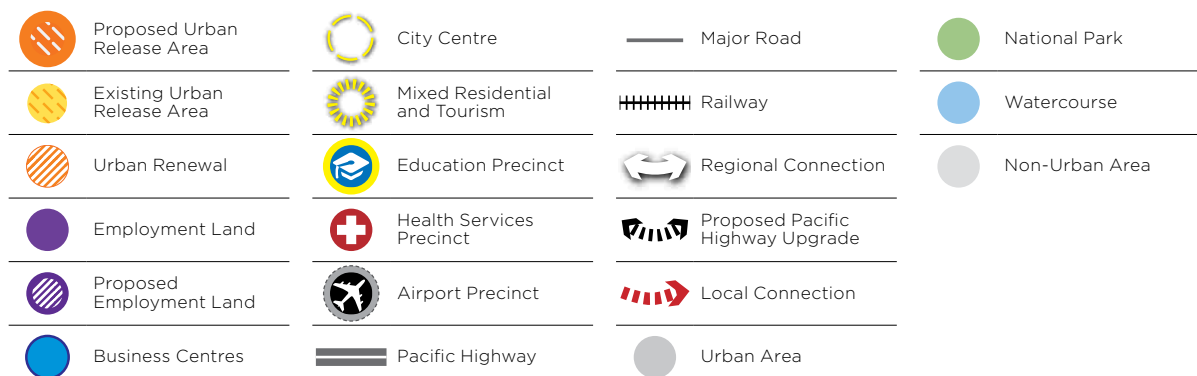 Proposed Urban
Release Area
Existing Urban
Release Area
Urban Renewal
Employment Land
Proposed
Employment Land
Business Centres
City Centre
Mixed Residential
and Tourism
Education Precinct
Health Services
Precinct
Airport Precinct
Pacific Highway
Major Road
Railway
Regional Connection
Proposed Pacific
Highway Upgrade
Local Connection
Urban Area
National Park
Watercourse
Non-Urban Area